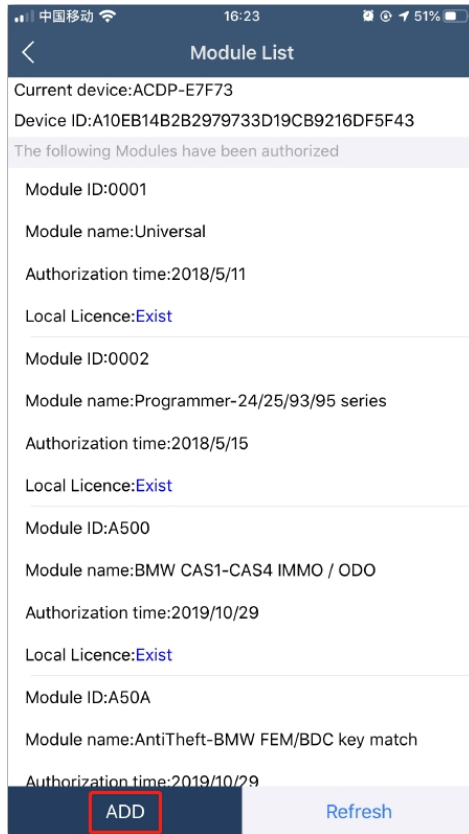 中国移动 16:23 51%
Module List
Current device:ACDP-E7F73
Device ID:A10EB14B2B2979733D19CB9216DF5F43
The following Modules have been authorized
Module ID:0001
Module name:Universal
Authorization time:2018/5/11
Local Licence:Exist
Module ID:0002
Module name:Programmer-24/25/93/95 series
Authorization time:2018/5/15
Local Licence:Exist
Module ID:A500
Module name:BMW CAS1-CAS4 IMMO / ODO
Authorization time:2019/10/29
Local Licence:Exist
Module ID:A50A
Module name:AntiTheft-BMW FEM/BDC key match
Authorization time:2019/10/29
ADD Refresh